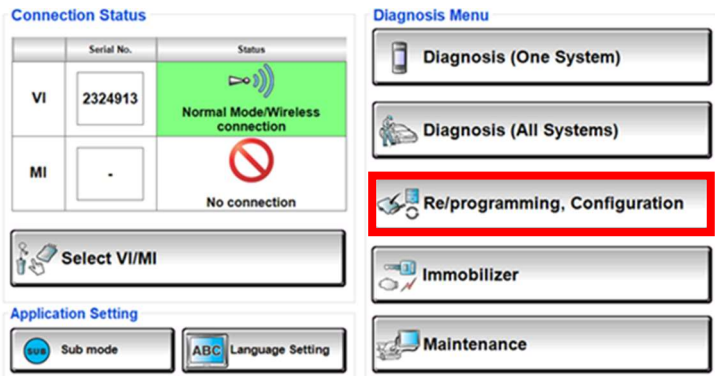 Connection Status
Serial No. Status
VI 2324913 Normal Mode/Wireless
connection
MI - No connection
Select VI/MI
Application Setting
SUB Sub mode
ABC Language Setting
Diagnosis Menu
Diagnosis (One System)
Diagnosis (All Systems)
Re/programming, Configuration
Immobilizer
Maintenance